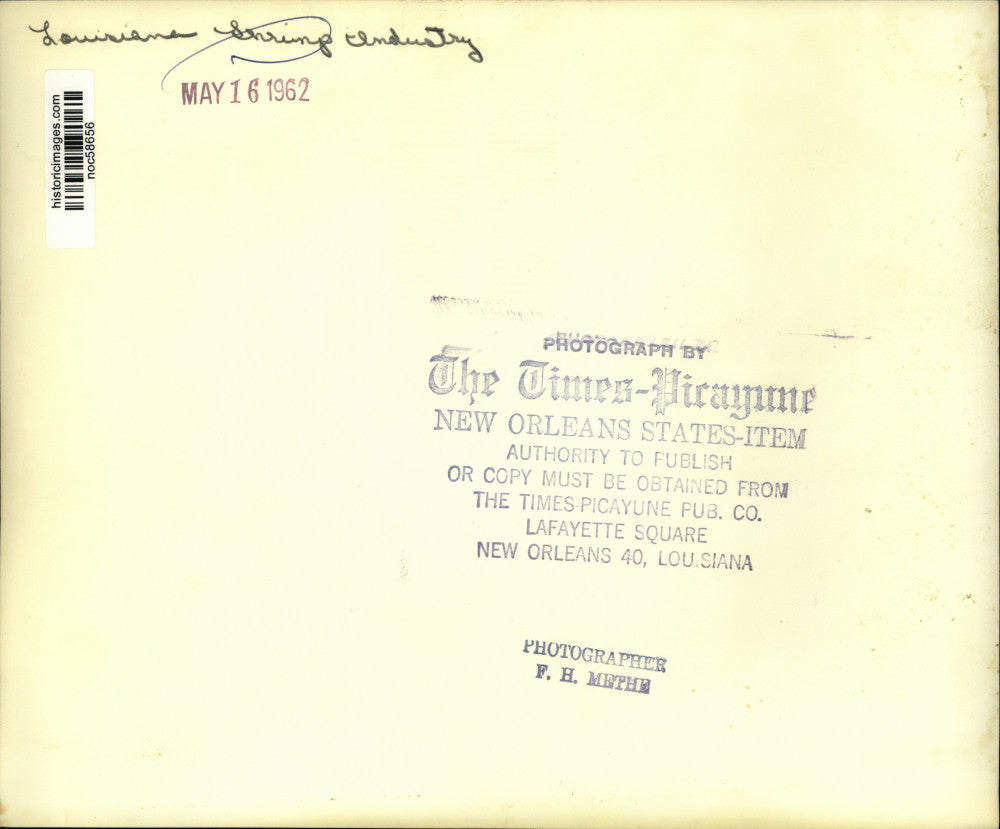 Louisiana Shrimp Industry
MAY 16 1962
historicimages.com
noc58656
PHOTOGRAPH BY
The Times-Picayune
NEW ORLEANS STATES-ITEM
AUTHORITY TO PUBLISH
OR COPY MUST BE OBTAINED FROM
THE TIMES-PICAYUNE PUB. CO.
LAFAYETTE SQUARE
NEW ORLEANS 40, LOUISIANA
PHOTOGRAPHER
F. H. METHE